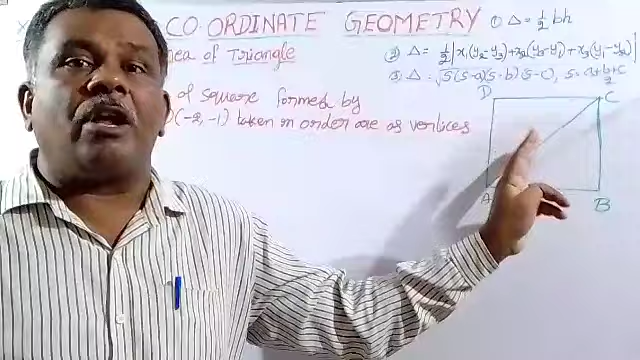 CO-ORDINATE GEOMETRY
① Δ = 1/2 bh
Area of Triangle
② Δ = 1/2 |x₁(y₂-y₃)+x₂(y₃-y₁)+x₃(y₁-y₂)|
③ Δ = √S(S-a)(S-b)(S-c), S = a+b+c/2
of square formed by
(-2,-1) taken in order are as vertices
D C
A B